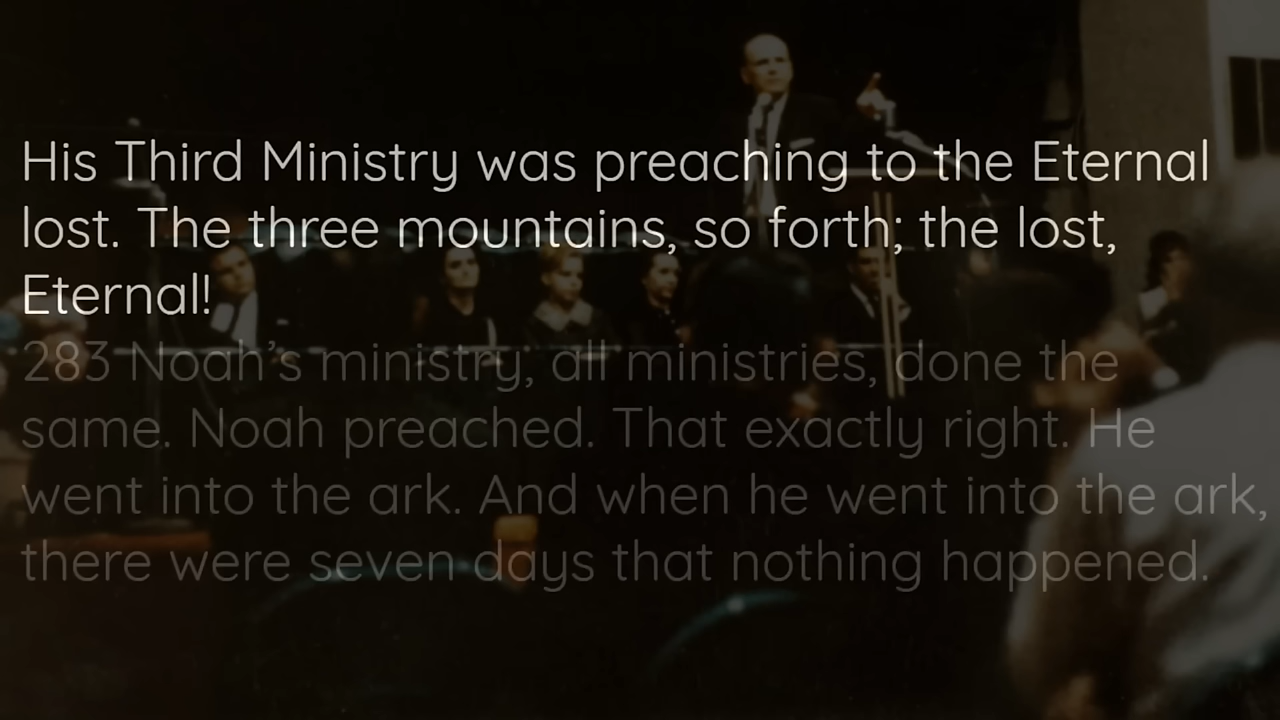 His Third Ministry was preaching to the Eternal
lost. The three mountains, so forth; the lost,
Eternal!
283 Noah’s ministry, all ministries, done the
same. Noah preached. That exactly right. He
went into the ark. And when he went into the ark,
there were seven days that nothing happened.